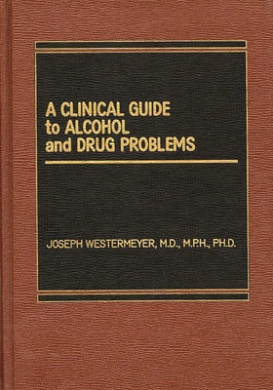 A CLINICAL GUIDE
to ALCOHOL
and DRUG PROBLEMS
JOSEPH WESTERMEYER, M.D., M.P.H., PH.D.